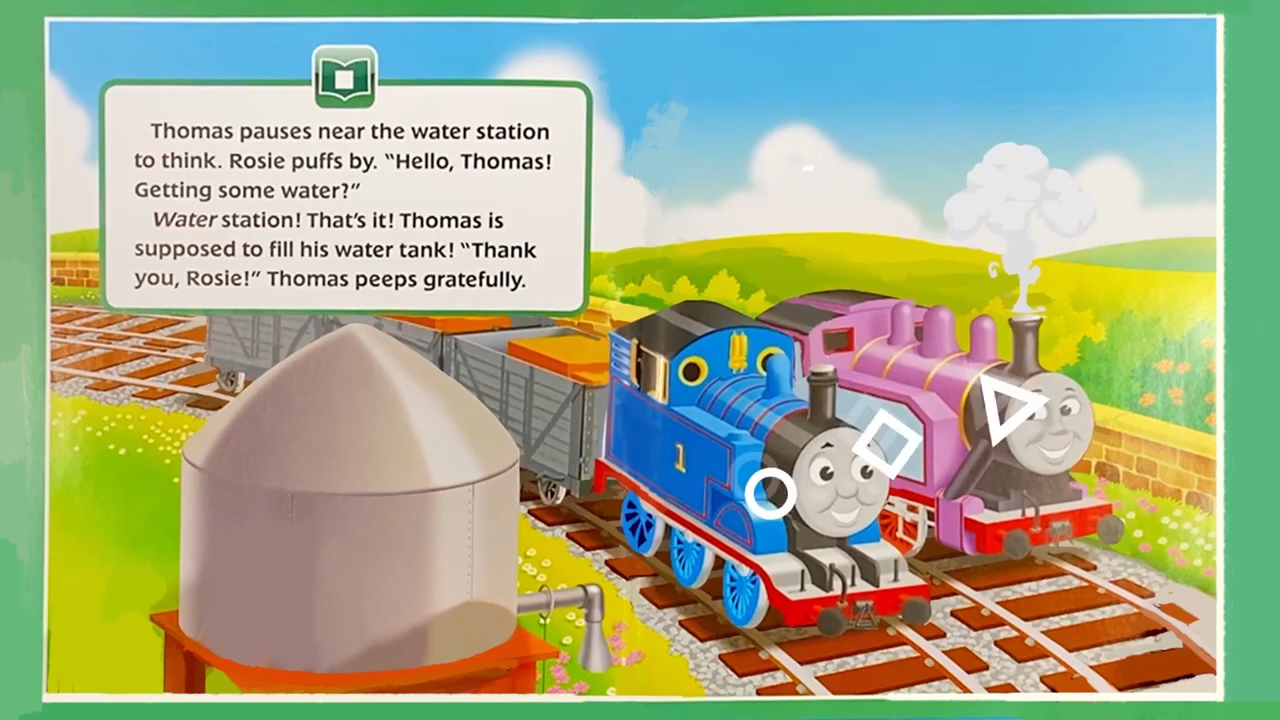 Thomas pauses near the water station
to think. Rosie puffs by. “Hello, Thomas!
Getting some water?”
Water station! That’s it! Thomas is
supposed to fill his water tank! “Thank
you, Rosie!” Thomas peeps gratefully.
1